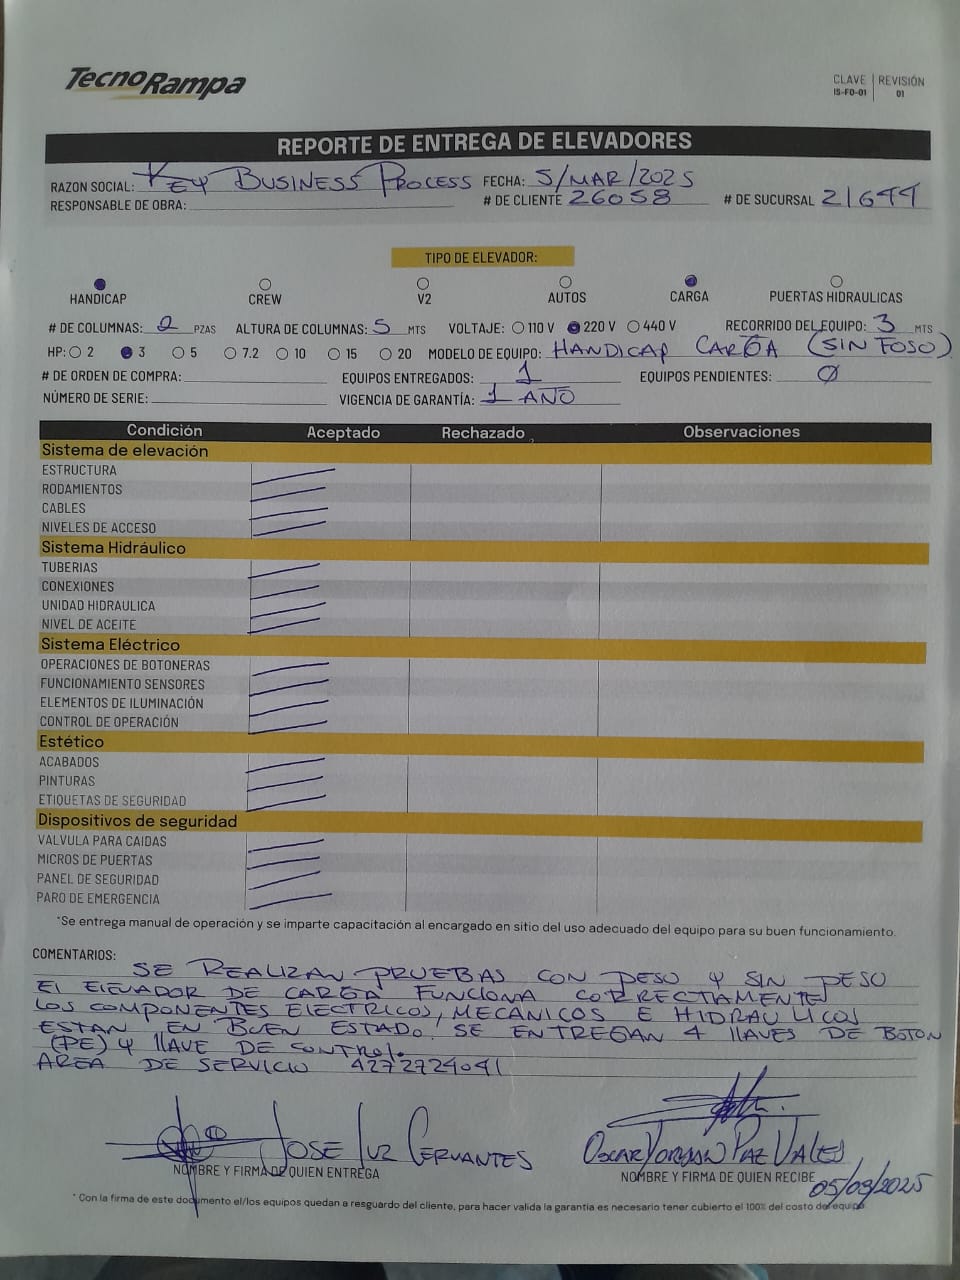 TecnoRampa
CLAVE | REVISIÓN
IS-FO-01 | 01
REPORTE DE ENTREGA DE ELEVADORES
RAZON SOCIAL: KEY BUSINESS PROCESS FECHA: 5/MAR/2025
RESPONSABLE DE OBRA: # DE CLIENTE 26058 # DE SUCURSAL 21644
TIPO DE ELEVADOR:
HANDICAP CREW V2 AUTOS CARGA PUERTAS HIDRAULICAS
# DE COLUMNAS: 2 PZAS ALTURA DE COLUMNAS: 5 MTS VOLTAJE: 110 V 220 V 440 V RECORRIDO DEL EQUIPO: 3 MTS
HP: 2 3 5 7.2 10 15 20 MODELO DE EQUIPO: HANDICAP CARGA (SIN FOSO)
# DE ORDEN DE COMPRA: EQUIPOS ENTREGADOS: 1 EQUIPOS PENDIENTES: 0
NÚMERO DE SERIE: VIGENCIA DE GARANTÍA: 1 AÑO
Condición Aceptado Rechazado Observaciones
Sistema de elevación
ESTRUCTURA
RODAMIENTOS
CABLES
NIVELES DE ACCESO
Sistema Hidráulico
TUBERIAS
CONEXIONES
UNIDAD HIDRAULICA
NIVEL DE ACEITE
Sistema Eléctrico
OPERACIONES DE BOTONERAS
FUNCIONAMIENTO SENSORES
ELEMENTOS DE ILUMINACIÓN
CONTROL DE OPERACIÓN
Estético
ACABADOS
PINTURAS
ETIQUETAS DE SEGURIDAD
Dispositivos de seguridad
VALVULA PARA CAIDAS
MICROS DE PUERTAS
PANEL DE SEGURIDAD
PARO DE EMERGENCIA
*Se entrega manual de operación y se imparte capacitación al encargado en sitio del uso adecuado del equipo para su buen funcionamiento.
COMENTARIOS:
SE REALIZAN PRUEBAS CON PESO Y SIN PESO
El ElEVADOR DE CARGA FUNCIONA CORRECTAMENTE
LOS COMPONENTES ELECTRICOS, MECANICOS E HIDRAULICOS
ESTAN EN BUEN ESTADO. SE ENTREGAN 4 llAVES DE BOTON
(PE) Y llAVE DE CONTROl.
AREA DE SERVICIO 4272724041
JOSE LUZ CERVANTES
NOMBRE Y FIRMA DE QUIEN ENTREGA
OSCAR PAZ
NOMBRE Y FIRMA DE QUIEN RECIBE
05/03/2025
* Con la firma de este documento el/los equipos quedan a resguardo del cliente, para hacer valida la garantia es necesario tener cubierto el 100% del costo del equipo